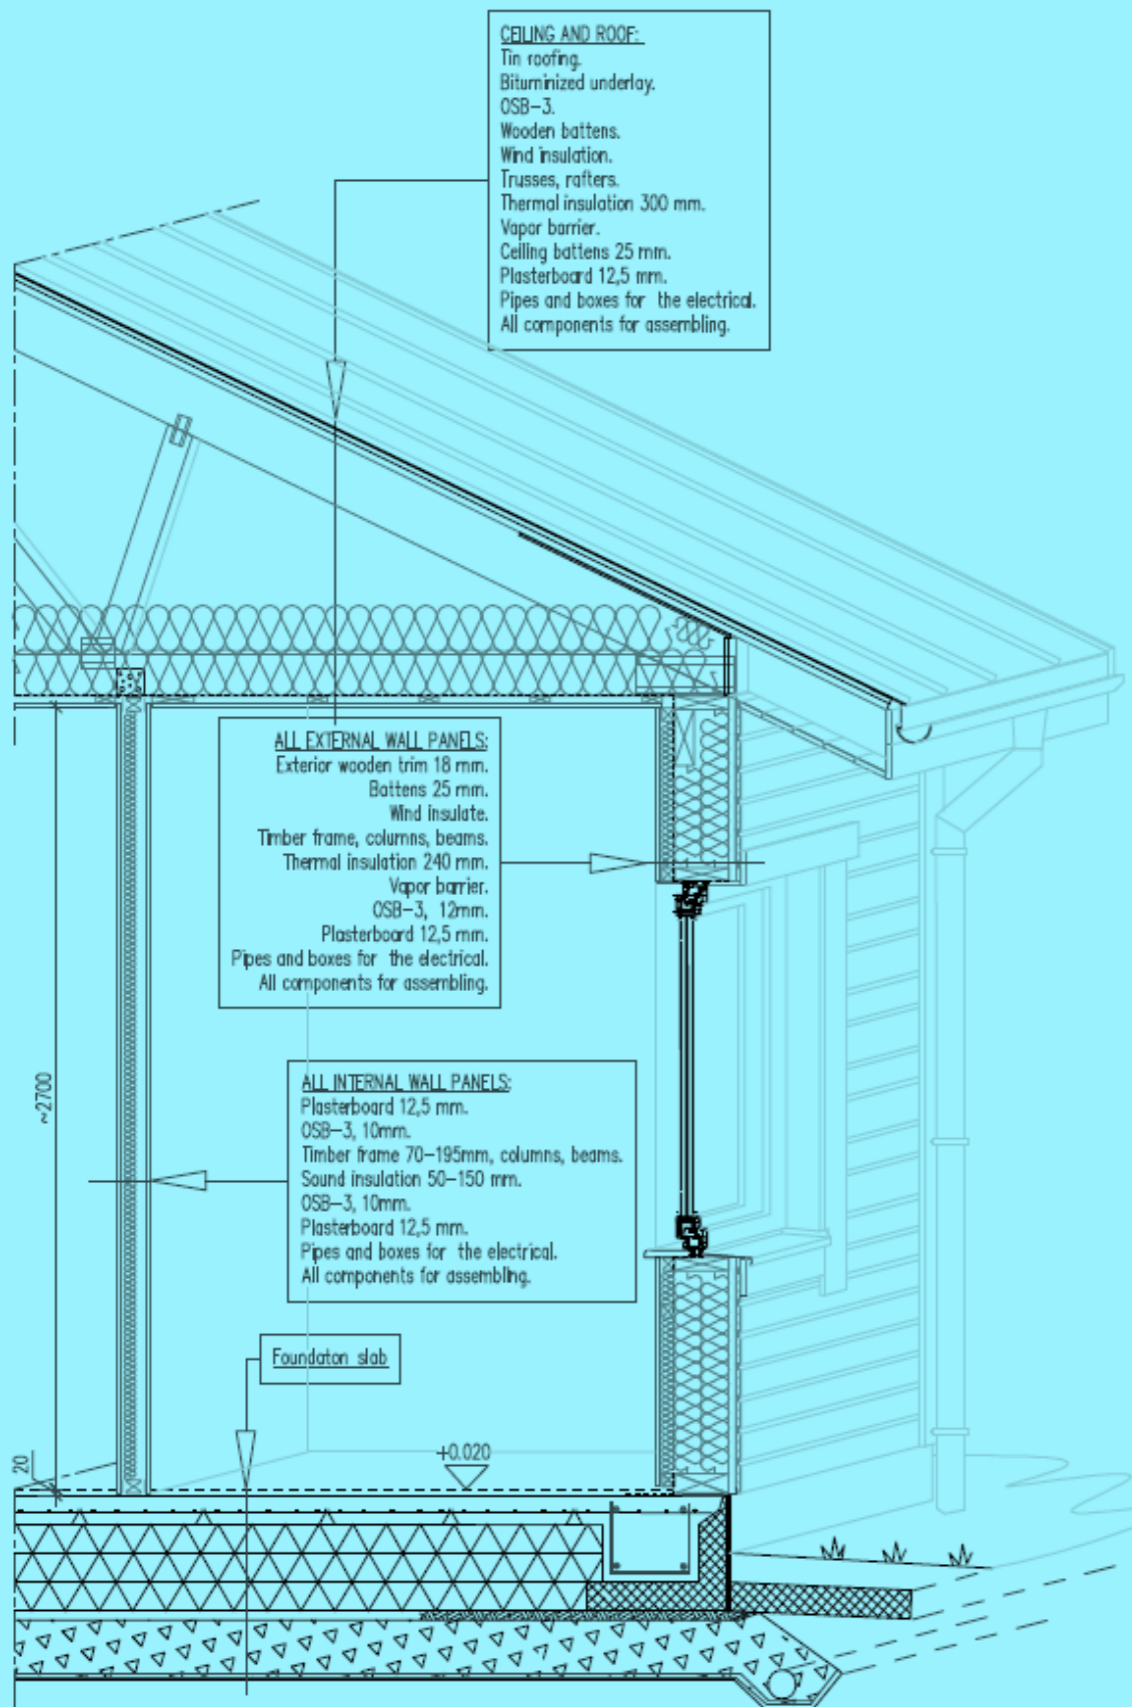 CEILING AND ROOF:
Tin roofing.
Bituminized underlay.
OSB-3.
Wooden battens.
Wind insulation.
Trusses, rafters.
Thermal insulation 300 mm.
Vapor barrier.
Ceiling battens 25 mm.
Plasterboard 12,5 mm.
Pipes and boxes for the electrical.
All components for assembling.
ALL EXTERNAL WALL PANELS:
Exterior wooden trim 18 mm.
Battens 25 mm.
Wind insulate.
Timber frame, columns, beams.
Thermal insulation 240 mm.
Vapor barrier.
OSB-3, 12mm.
Plasterboard 12,5 mm.
Pipes and boxes for the electrical.
All components for assembling.
~2700
ALL INTERNAL WALL PANELS:
Plasterboard 12,5 mm.
OSB-3, 10mm.
Timber frame 70-195mm, columns, beams.
Sound insulation 50-150 mm.
OSB-3, 10mm.
Plasterboard 12,5 mm.
Pipes and boxes for the electrical.
All components for assembling.
Foundaton slab
+0.020
20